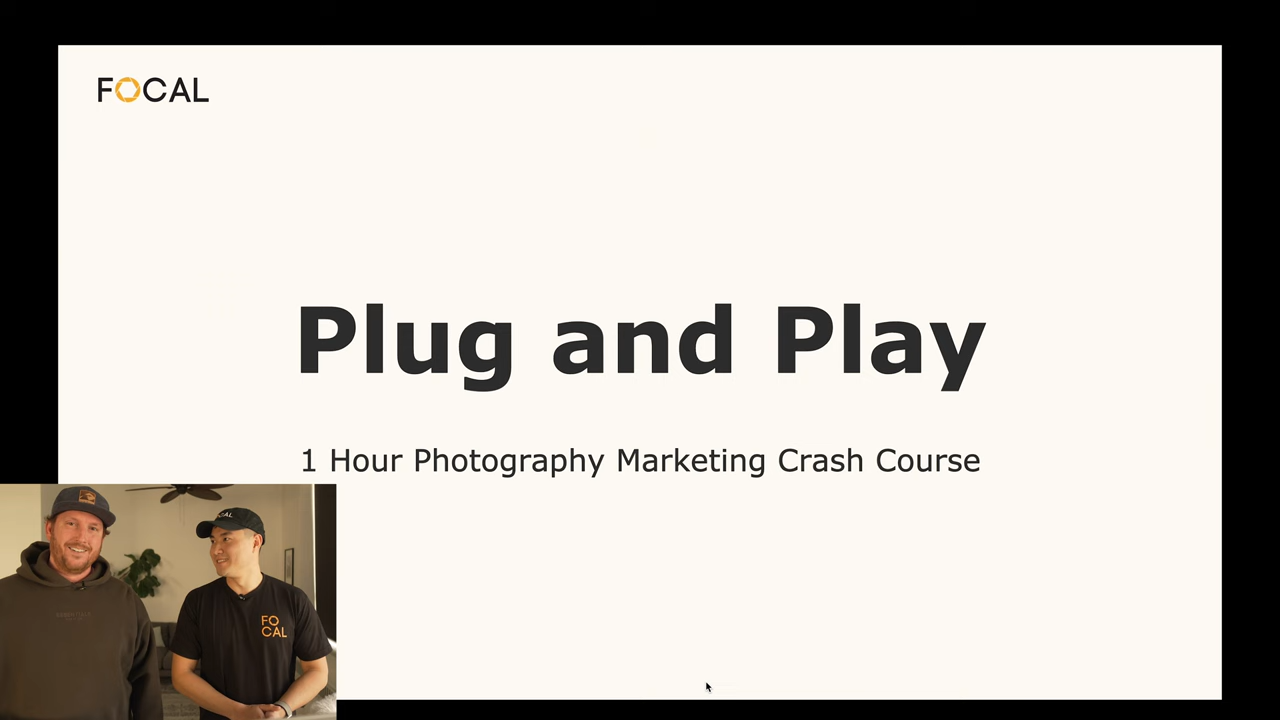 FOCAL
Plug and Play
1 Hour Photography Marketing Crash Course
FO
CAL